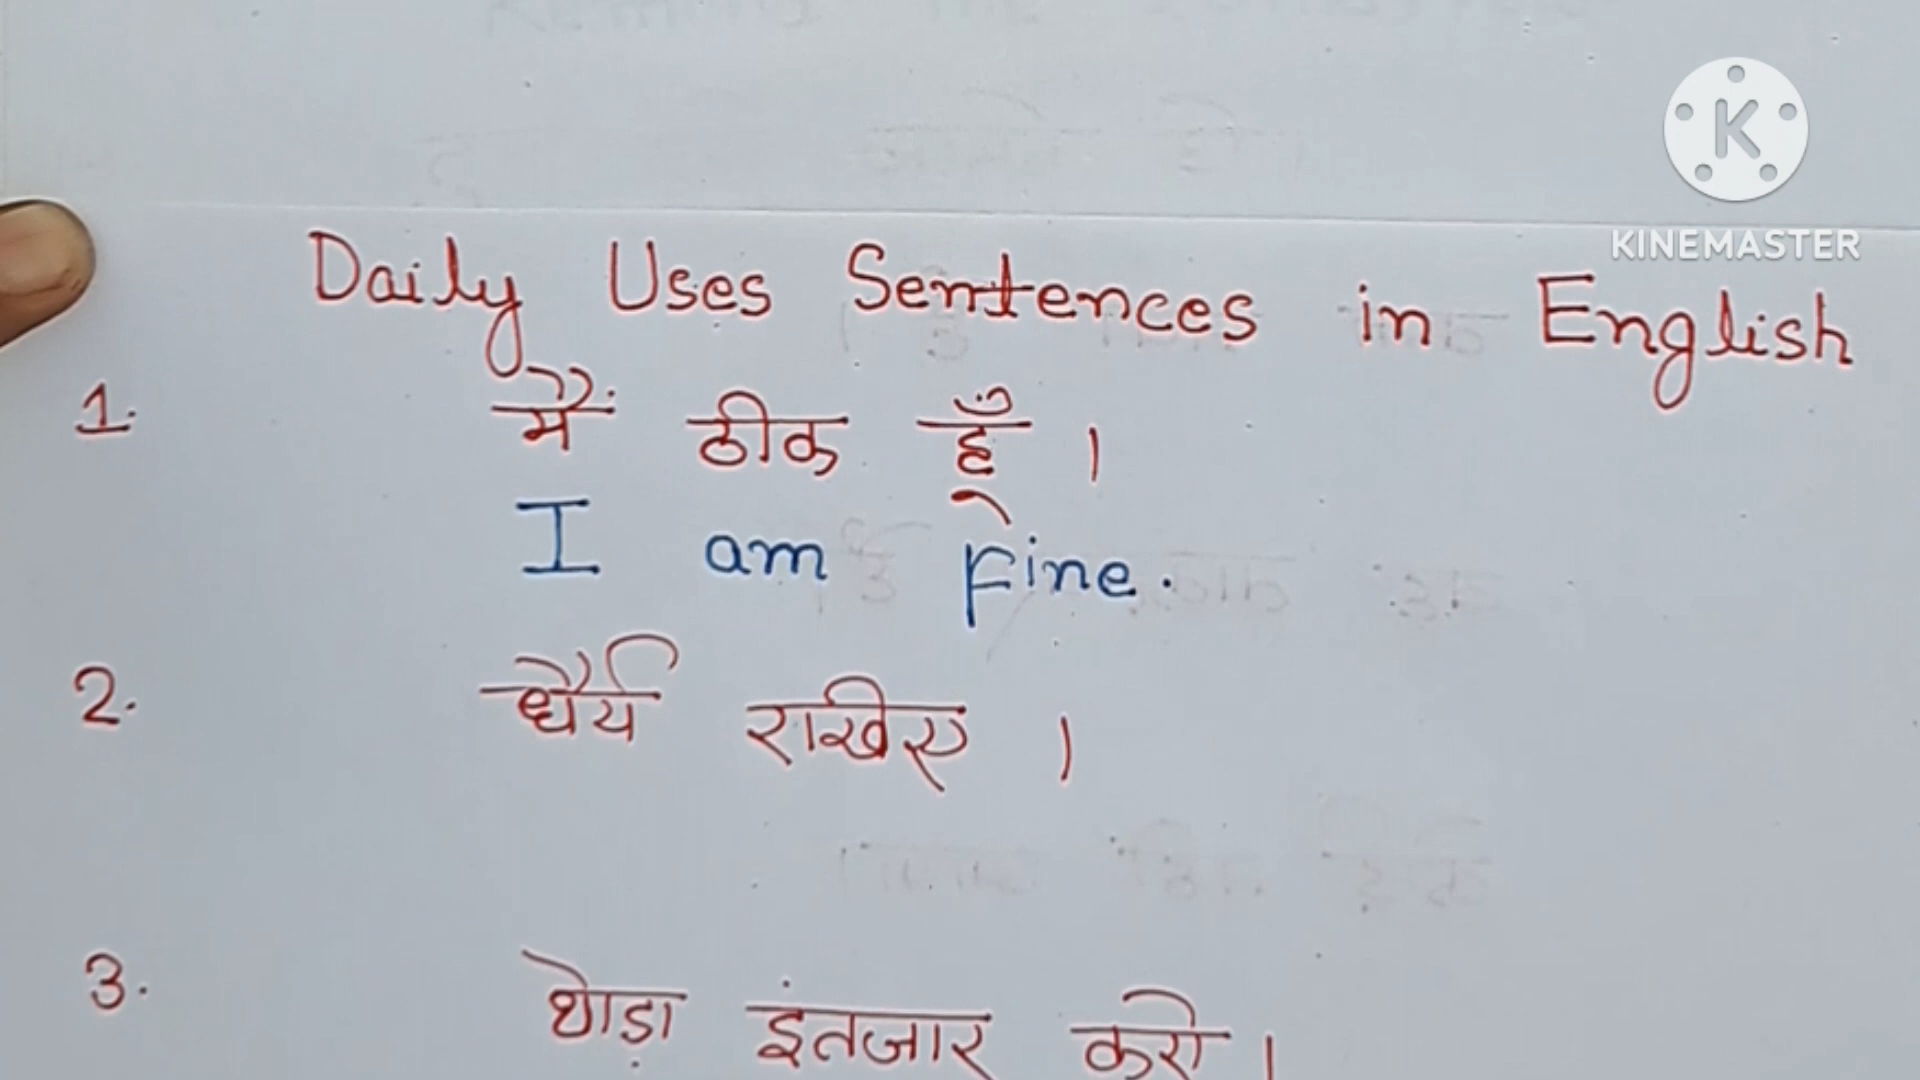 KINEMASTER
Daily Uses Sentences in English
1. मैं ठीक हूँ ।
I am fine.
2. धैर्य रखिए ।
3. थोड़ा इंतजार करो ।